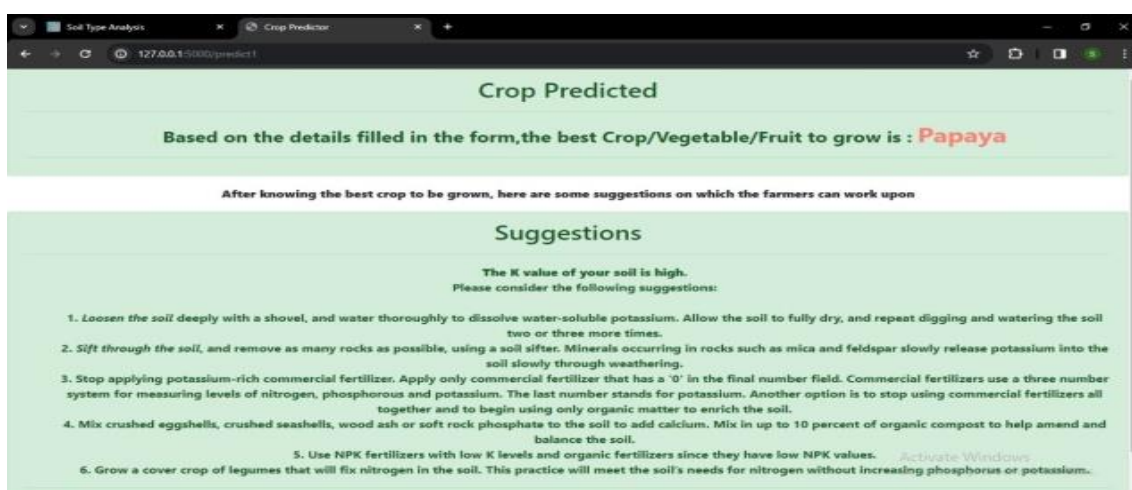 Soil Type Analysis
Crop Predictor
127.0.0.1:5000/predict1
Crop Predicted
Based on the details filled in the form,the best Crop/Vegetable/Fruit to grow is : Papaya
After knowing the best crop to be grown, here are some suggestions on which the farmers can work upon
Suggestions
The K value of your soil is high.
Please consider the following suggestions:
1. Loosen the soil deeply with a shovel, and water thoroughly to dissolve water-soluble potassium. Allow the soil to fully dry, and repeat digging and watering the soil
two or three more times.
2. Sift through the soil, and remove as many rocks as possible, using a soil sifter. Minerals occurring in rocks such as mica and feldspar slowly release potassium into the
soil slowly through weathering.
3. Stop applying potassium-rich commercial fertilizer. Apply only commercial fertilizer that has a '0' in the final number field. Commercial fertilizers use a three number
system for measuring levels of nitrogen, phosphorous and potassium. The last number stands for potassium. Another option is to stop using commercial fertilizers all
together and to begin using only organic matter to enrich the soil.
4. Mix crushed eggshells, crushed seashells, wood ash or soft rock phosphate to the soil to add calcium. Mix in up to 10 percent of organic compost to help amend and
balance the soil.
5. Use NPK fertilizers with low K levels and organic fertilizers since they have low NPK values.
Activate Windows
6. Grow a cover crop of legumes that will fix nitrogen in the soil. This practice will meet the soil's needs for nitrogen without increasing phosphorus or potassium.